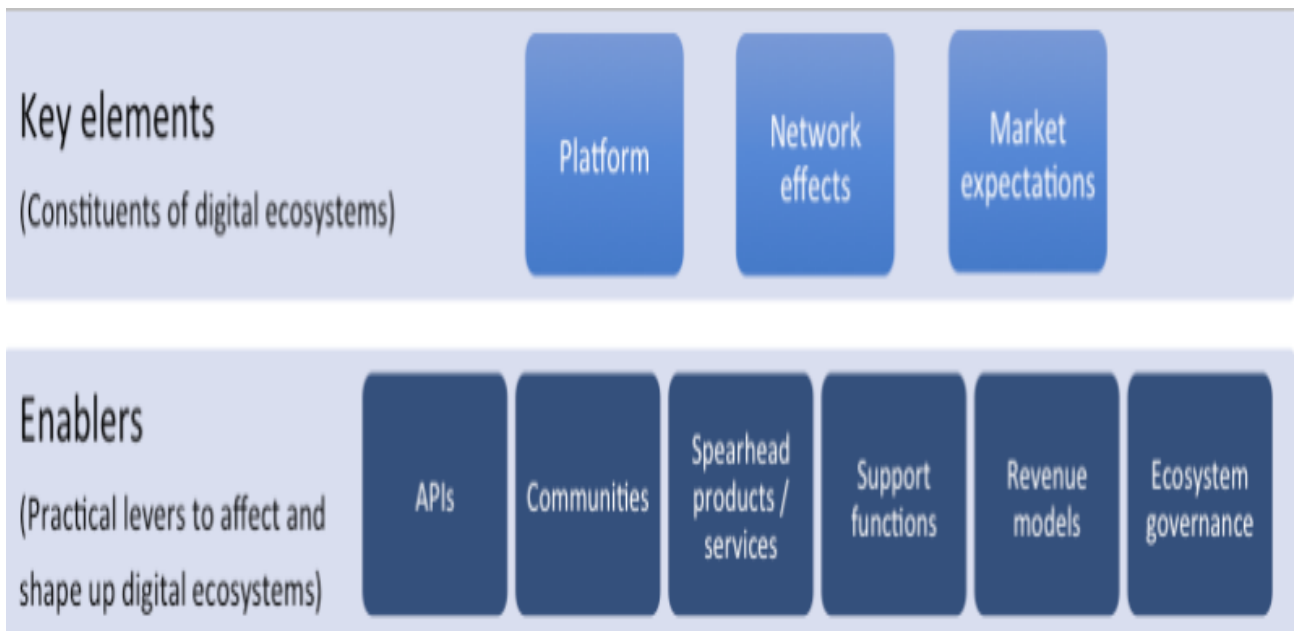 Key elements
(Constituents of digital ecosystems)
Platform
Network
effects
Market
expectations
Enablers
(Practical levers to affect and
shape up digital ecosystems)
APIs
Communities
Spearhead
products /
services
Support
functions
Revenue
models
Ecosystem
governance